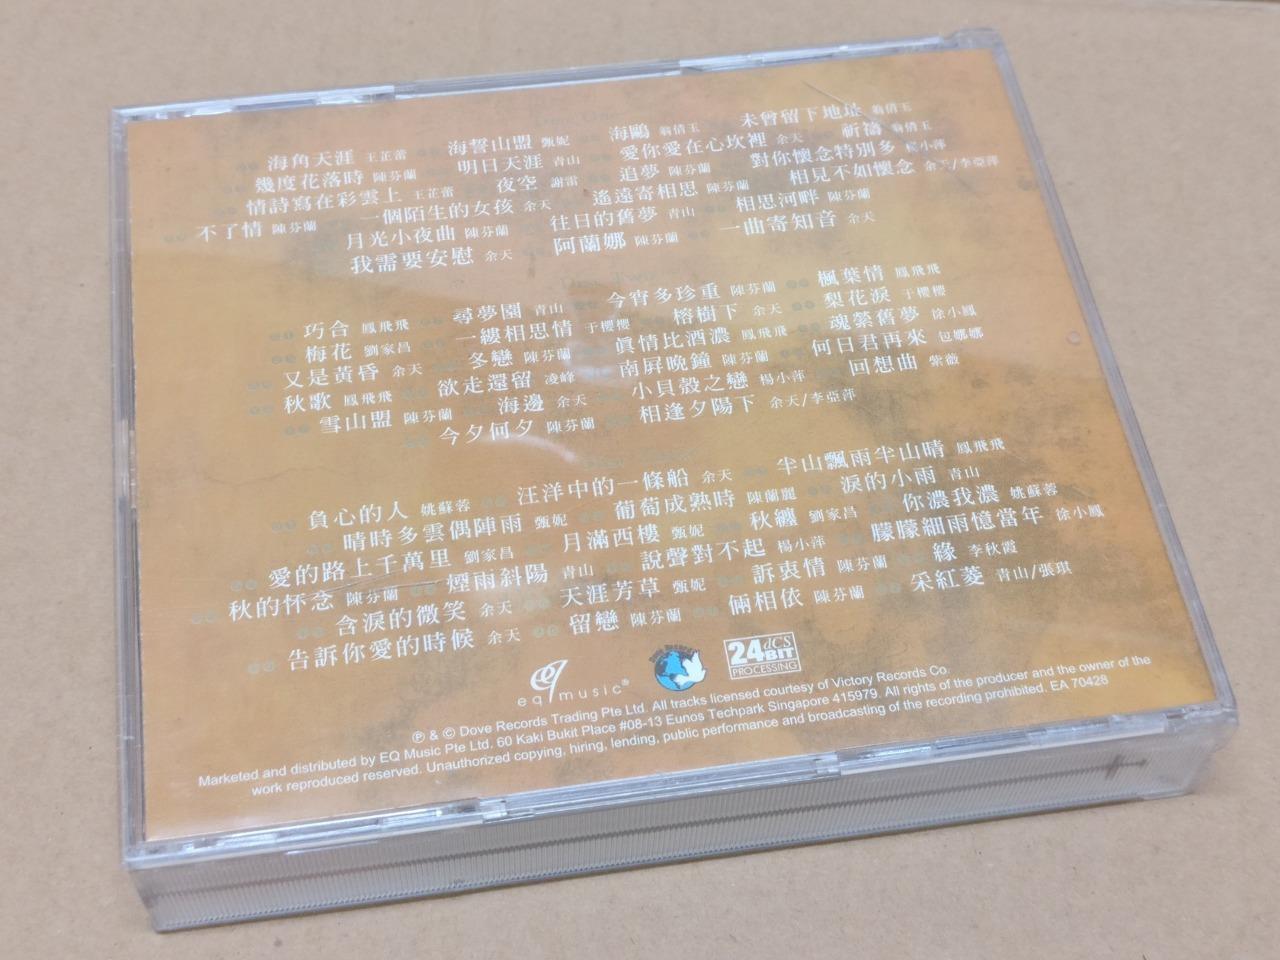 海角天涯 王芷蕾 海誓山盟 甄妮 海鷗 翁倩玉 未曾留下地址 翁倩玉
幾度花落時 陳芬蘭 明日天涯 青山 愛你愛在心坎裡 余天 祈禱 翁倩玉
情詩寫在彩雲上 王芷蕾 夜空 謝雷 追夢 陳芬蘭 對你懷念特別多 楊小萍
不了情 陳芬蘭 一個陌生的女孩 余天 遙遠寄相思 陳芬蘭 相見不如懷念 余天/李亞萍
月光小夜曲 陳芬蘭 往日的舊夢 青山 相思河畔 陳芬蘭
我需要安慰 余天 阿蘭娜 陳芬蘭 一曲寄知音 余天
巧合 鳳飛飛 尋夢園 青山 今宵多珍重 陳芬蘭 楓葉情 鳳飛飛
梅花 劉家昌 一縷相思情 于櫻櫻 榕樹下 余天 梨花淚 于櫻櫻
又是黃昏 余天 冬戀 陳芬蘭 真情比酒濃 鳳飛飛 魂縈舊夢 徐小鳳
秋歌 鳳飛飛 欲走還留 凌峰 南屏晚鐘 陳芬蘭 何日君再來 包娜娜
雪山盟 陳芬蘭 海邊 余天 小貝殼之戀 楊小萍 回想曲 紫薇
今夕何夕 陳芬蘭 相逢夕陽下 余天/李亞萍
負心的人 姚蘇蓉 汪洋中的一條船 余天 半山飄雨半山晴 鳳飛飛
晴時多雲偶陣雨 甄妮 葡萄成熟時 陳蘭麗 淚的小雨 青山
愛的路上千萬里 劉家昌 月滿西樓 甄妮 秋纏 劉家昌 你濃我濃 姚蘇蓉
秋的怀念 陳芬蘭 煙雨斜陽 青山 說聲對不起 楊小萍 朦朦細雨憶當年 徐小鳳
含淚的微笑 余天 天涯芳草 甄妮 訴衷情 陳芬蘭 緣 李秋霞
告訴你愛的時候 余天 留戀 陳芬蘭 倆相依 陳芬蘭 采紅菱 青山/張琪
eq music®
24 BIT dCS PROCESSING
℗ & © Dove Records Trading Pte Ltd. All tracks licensed courtesy of Victory Records Co.
Marketed and distributed by EQ Music Pte Ltd. 60 Kaki Bukit Place #08-13 Eunos Techpark Singapore 415979. All rights of the producer and the owner of the
work reproduced reserved. Unauthorized copying, hiring, lending, public performance and broadcasting of the recording prohibited. EA 70428